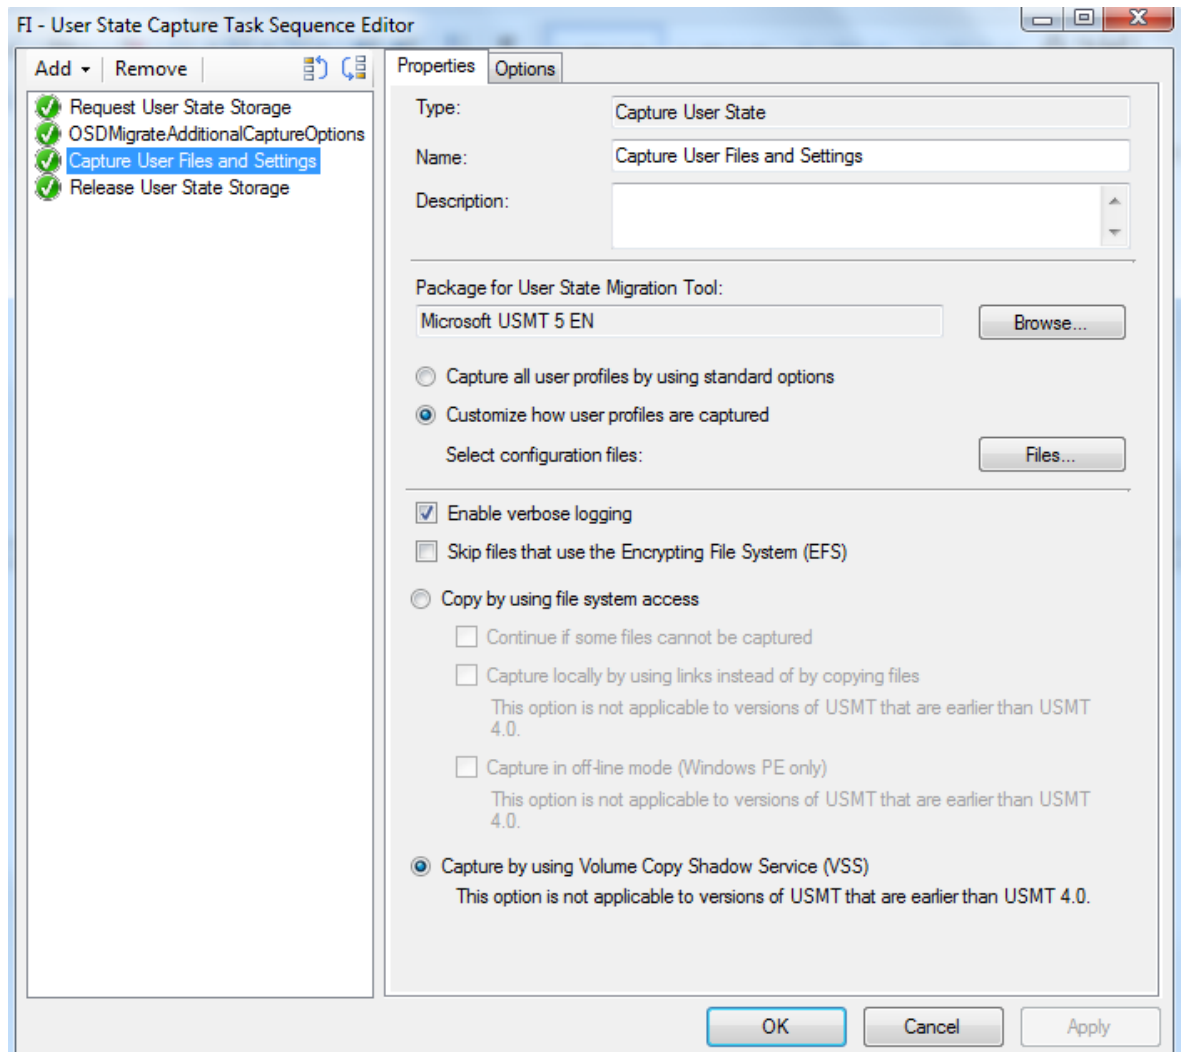 FI - User State Capture Task Sequence Editor
Add Remove
Request User State Storage
OSDMigrateAdditionalCaptureOptions
Capture User Files and Settings
Release User State Storage
Properties Options
Type: Capture User State
Name: Capture User Files and Settings
Description:
Package for User State Migration Tool:
Microsoft USMT 5 EN Browse...
Capture all user profiles by using standard options
Customize how user profiles are captured
Select configuration files: Files...
Enable verbose logging
Skip files that use the Encrypting File System (EFS)
Copy by using file system access
Continue if some files cannot be captured
Capture locally by using links instead of by copying files
This option is not applicable to versions of USMT that are earlier than USMT
4.0.
Capture in off-line mode (Windows PE only)
This option is not applicable to versions of USMT that are earlier than USMT
4.0.
Capture by using Volume Copy Shadow Service (VSS)
This option is not applicable to versions of USMT that are earlier than USMT 4.0.
OK Cancel Apply